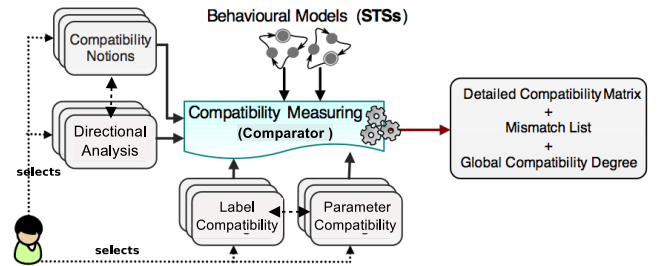 Behavioural Models (STSs)
Compatibility
Notions
Directional
Analysis
Compatibility Measuring
(Comparator )
Detailed Compatibility Matrix
+
Mismatch List
+
Global Compatibility Degree
selects
Label
Compatibility
Parameter
Compatibility
selects